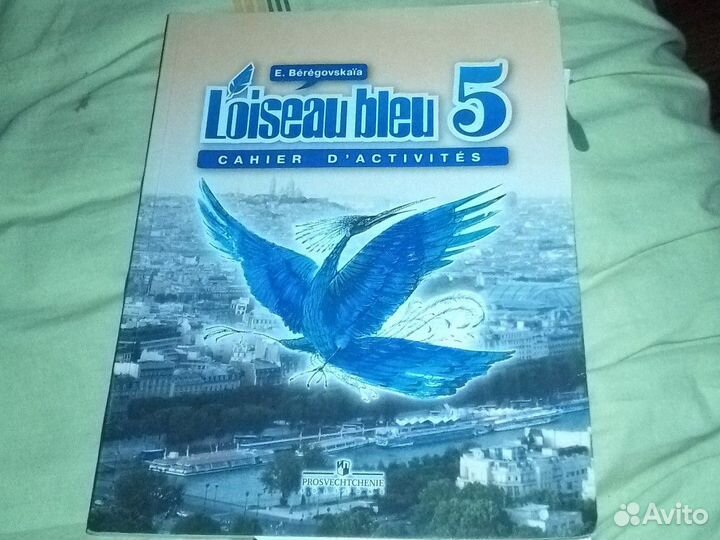 E. Bérégovskaïa
L'oiseau bleu 5
CAHIER D'ACTIVITÉS
PROSVECHTCHENIE
Avito